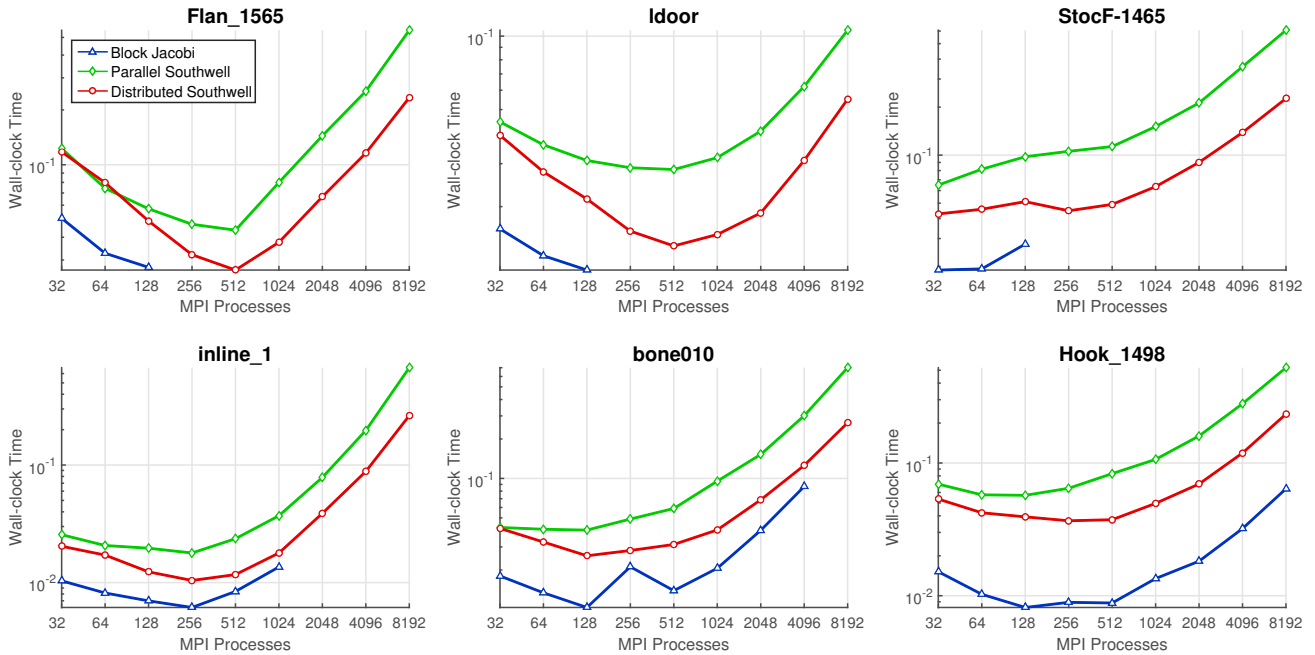 Flan_1565
Block Jacobi
Parallel Southwell
Distributed Southwell
Wall-clock Time
10^-1
32 64 128 256 512 1024 2048 4096 8192
MPI Processes
ldoor
Wall-clock Time
10^-1
32 64 128 256 512 1024 2048 4096 8192
MPI Processes
StocF-1465
Wall-clock Time
10^-1
32 64 128 256 512 1024 2048 4096 8192
MPI Processes
inline_1
Wall-clock Time
10^-1
10^-2
32 64 128 256 512 1024 2048 4096 8192
MPI Processes
bone010
Wall-clock Time
10^-1
32 64 128 256 512 1024 2048 4096 8192
MPI Processes
Hook_1498
Wall-clock Time
10^-1
10^-2
32 64 128 256 512 1024 2048 4096 8192
MPI Processes